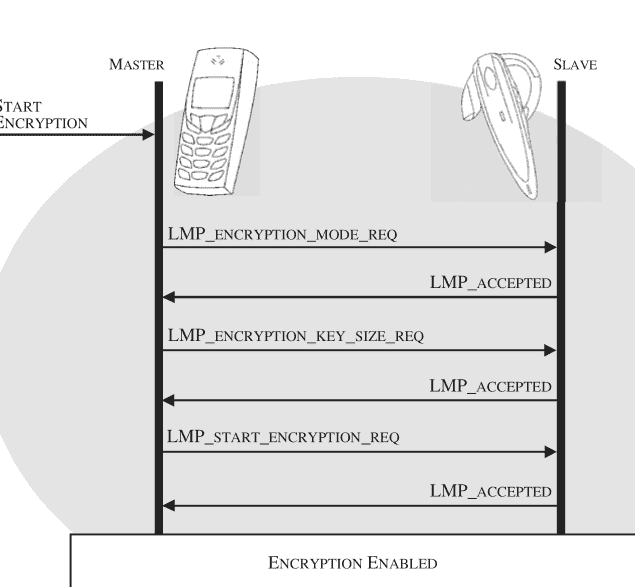 MASTER
SLAVE
START
ENCRYPTION
LMP_ENCRYPTION_MODE_REQ
LMP_ACCEPTED
LMP_ENCRYPTION_KEY_SIZE_REQ
LMP_ACCEPTED
LMP_START_ENCRYPTION_REQ
LMP_ACCEPTED
ENCRYPTION ENABLED